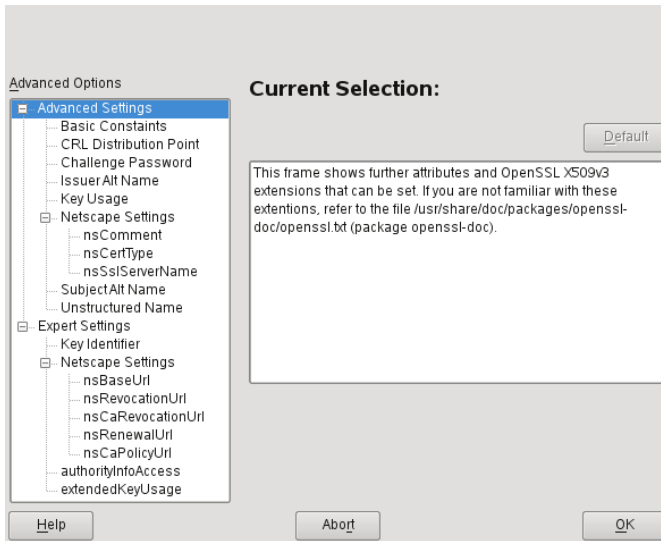 Advanced Options
Advanced Settings
Basic Constaints
CRL Distribution Point
Challenge Password
IssuerAlt Name
Key Usage
Netscape Settings
nsComment
nsCertType
nsSslServerName
SubjectAlt Name
Unstructured Name
Expert Settings
Key Identifier
Netscape Settings
nsBaseUrl
nsRevocationUrl
nsCaRevocationUrl
nsRenewalUrl
nsCaPolicyUrl
authorityInfoAccess
extendedKeyUsage
Current Selection:
Default
This frame shows further attributes and OpenSSL X509v3
extensions that can be set. If you are not familiar with these
extentions, refer to the file /usr/share/doc/packages/openssl-
doc/openssl.txt (package openssl-doc).
Help
Abort
OK